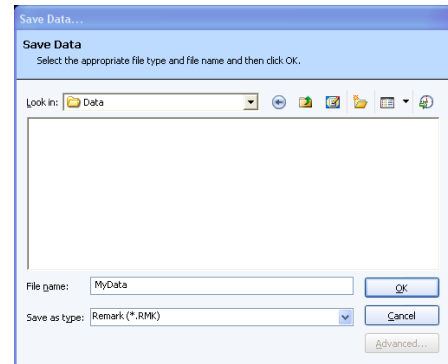 Save Data...
Save Data
Select the appropriate file type and file name and then click OK.
Look in: Data
File name: MyData
OK
Save as type: Remark (*.RMK)
Cancel
Advanced...